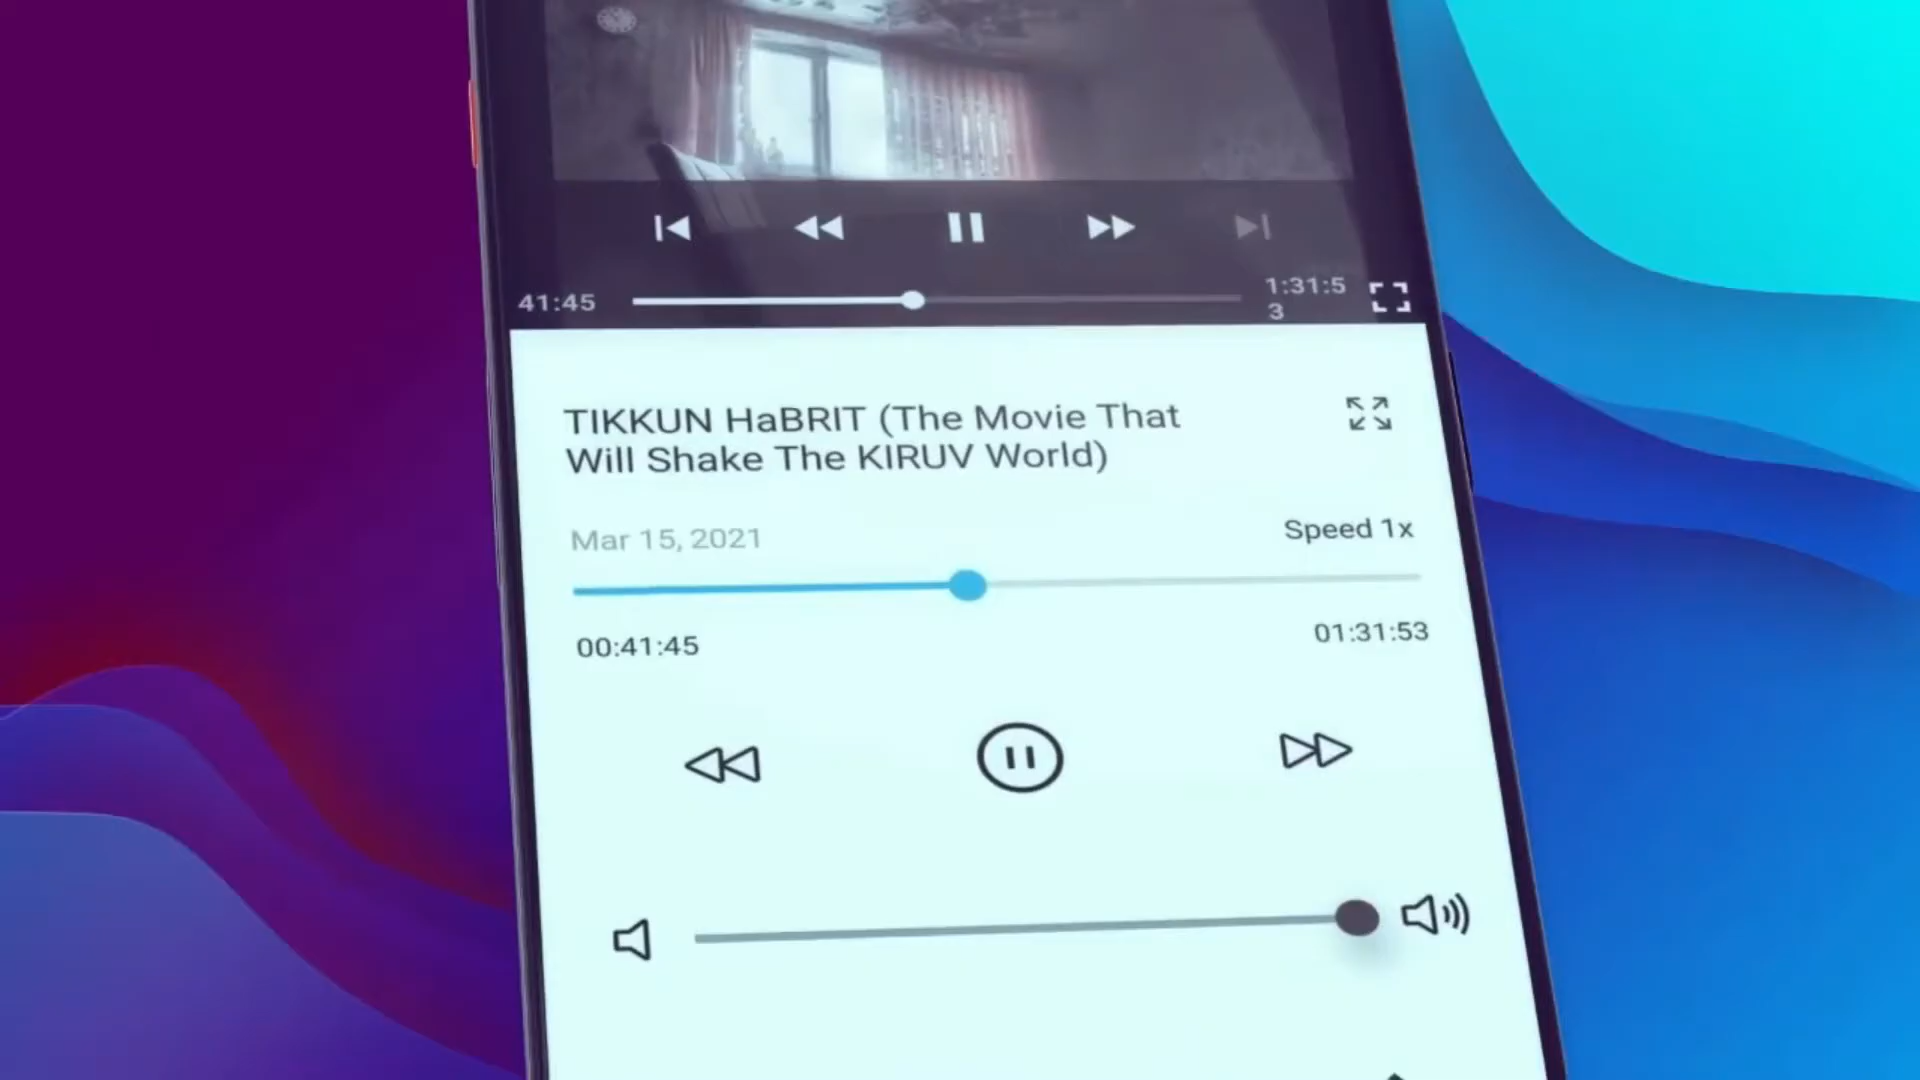 41:45
1:31:5
3
TIKKUN HaBRIT (The Movie That
Will Shake The KIRUV World)
Mar 15, 2021
Speed 1x
00:41:45
01:31:53